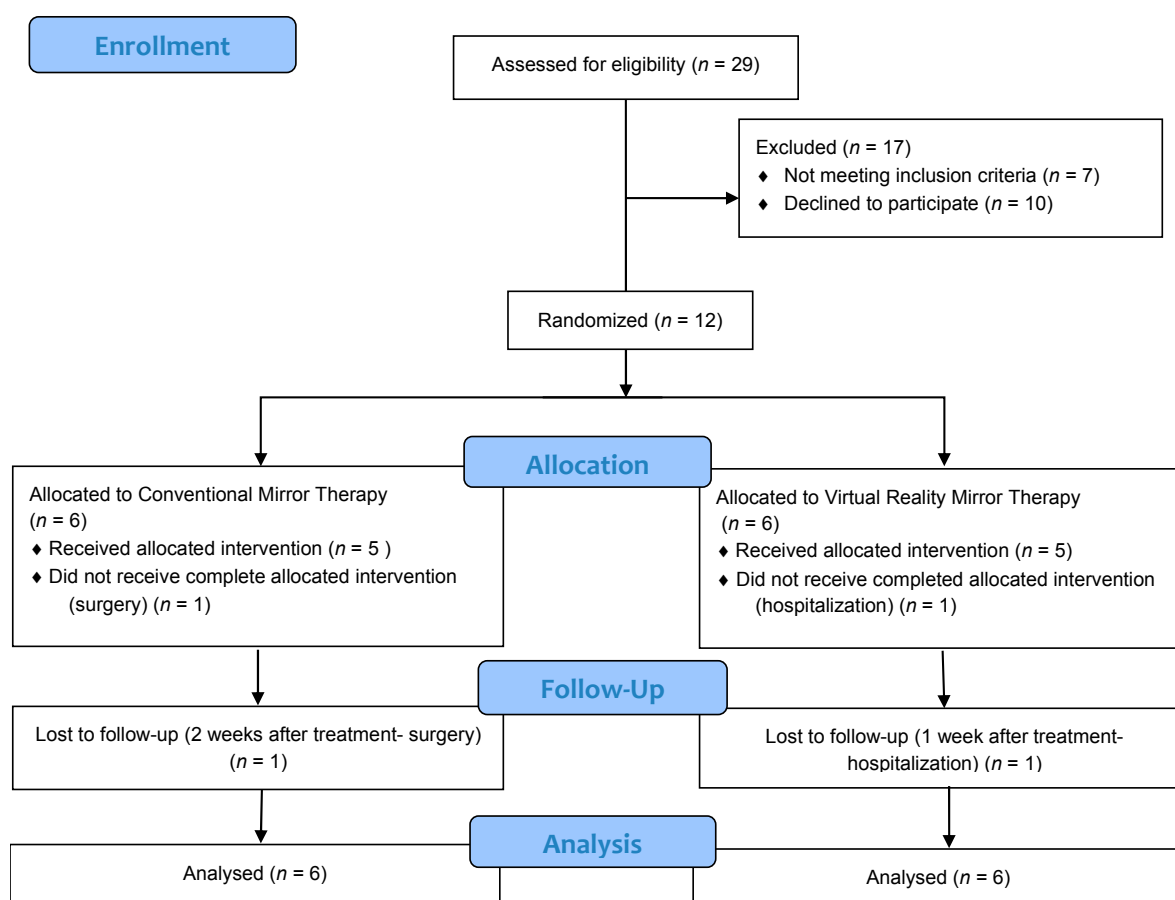 Enrollment
Assessed for eligibility (n = 29)
Excluded (n = 17)
♦ Not meeting inclusion criteria (n = 7)
♦ Declined to participate (n = 10)
Randomized (n = 12)
Allocation
Allocated to Conventional Mirror Therapy
(n = 6)
♦ Received allocated intervention (n = 5 )
♦ Did not receive complete allocated intervention
(surgery) (n = 1)
Allocated to Virtual Reality Mirror Therapy
(n = 6)
♦ Received allocated intervention (n = 5)
♦ Did not receive completed allocated intervention
(hospitalization) (n = 1)
Follow-Up
Lost to follow-up (2 weeks after treatment- surgery)
(n = 1)
Lost to follow-up (1 week after treatment-
hospitalization) (n = 1)
Analysis
Analysed (n = 6)
Analysed (n = 6)